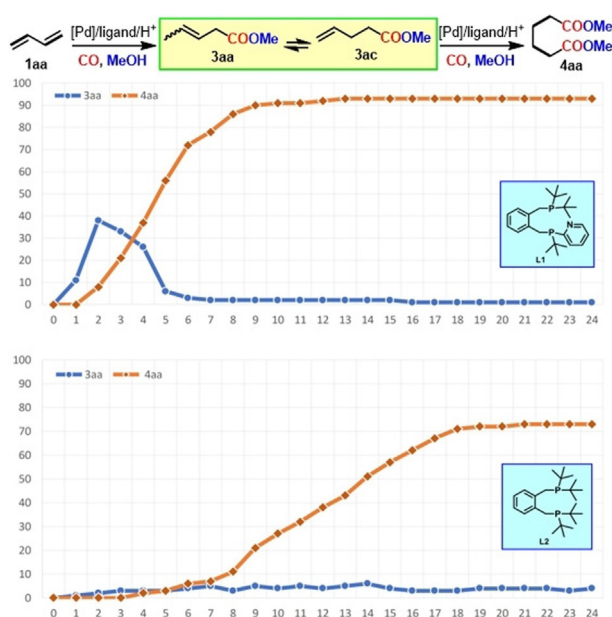 [Pd]/ligand/H⁺
COOMe
COOMe
[Pd]/ligand/H⁺
COOMe
COOMe
1aa
CO, MeOH
3aa
3ac
CO, MeOH
4aa
100
3aa
4aa
90
80
70
60
50
40
30
20
10
0
P
N
P
L1
0 1 2 3 4 5 6 7 8 9 10 11 12 13 14 15 16 17 18 19 20 21 22 23 24
100
3aa
4aa
90
80
70
60
50
40
30
20
10
0
P
P
L2
0 1 2 3 4 5 6 7 8 9 10 11 12 13 14 15 16 17 18 19 20 21 22 23 24